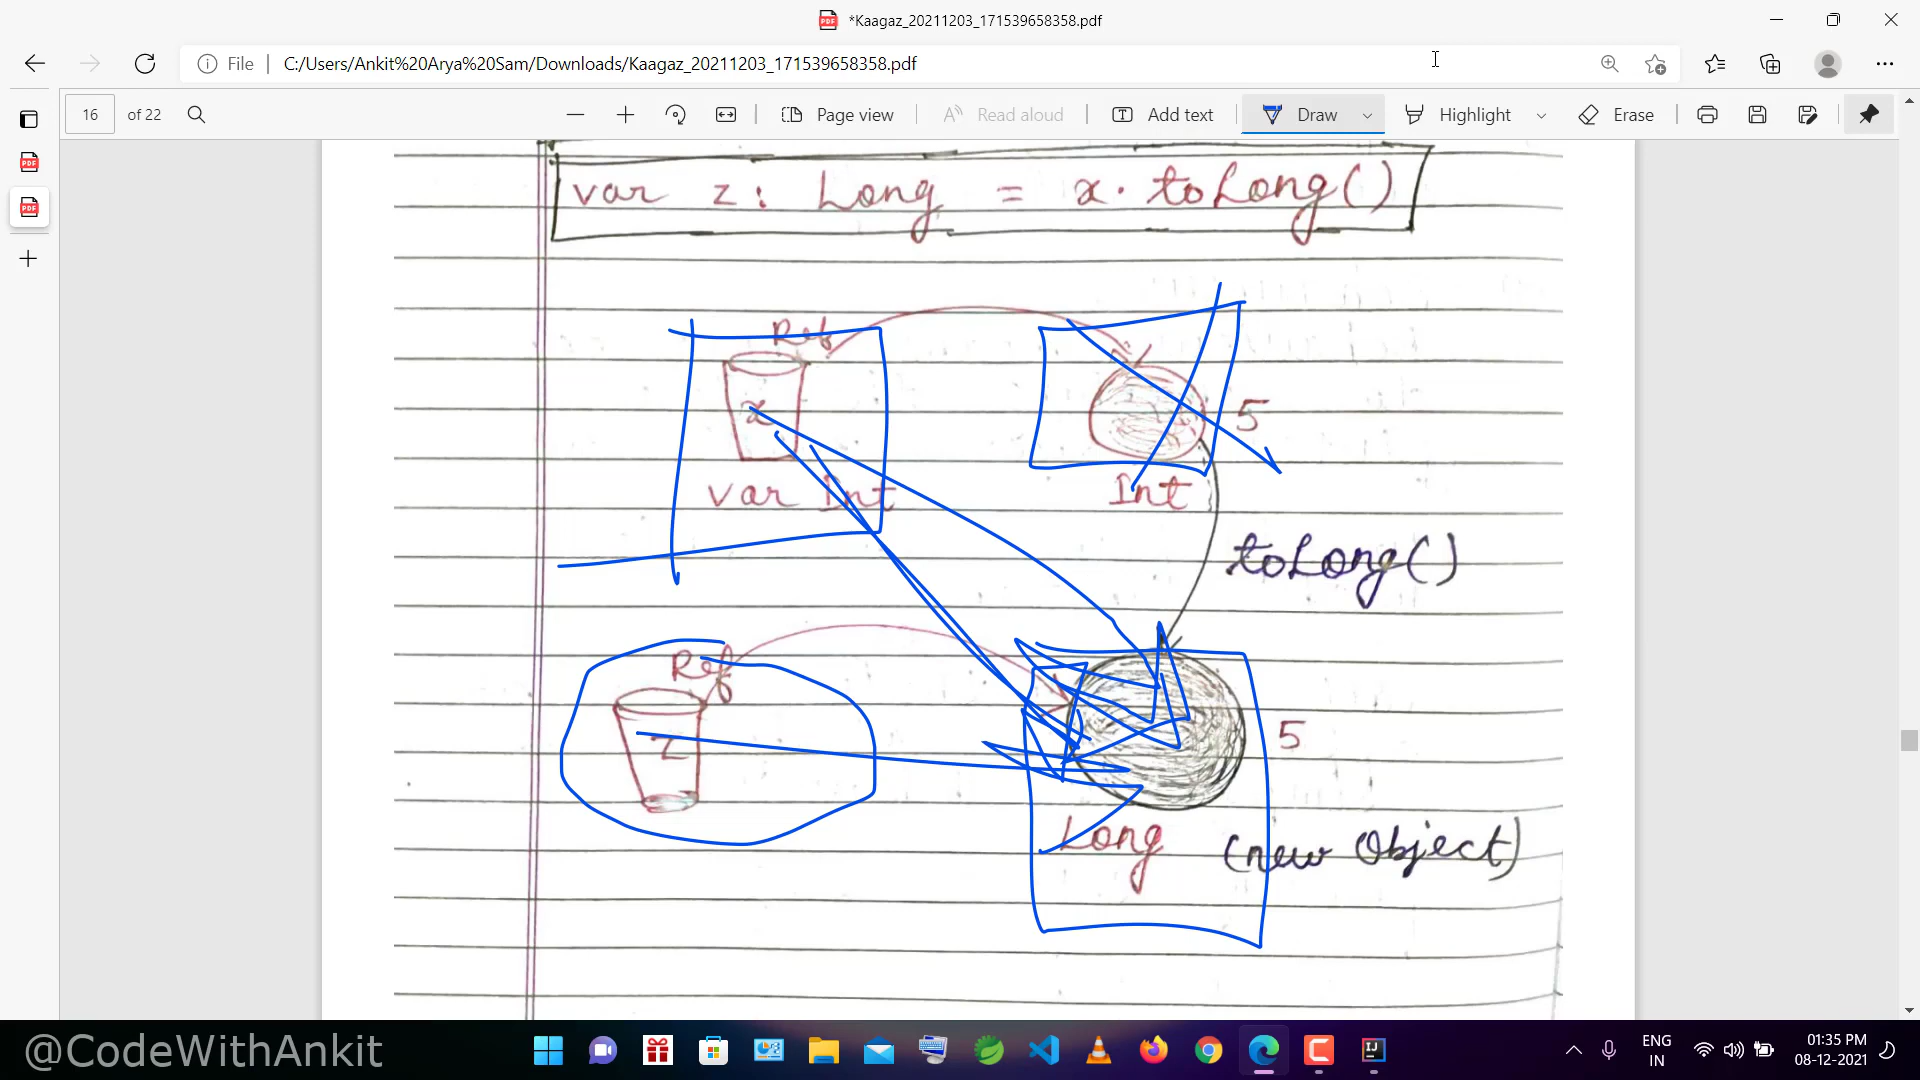 *Kaagaz_20211203_171539658358.pdf
File
C:/Users/Ankit%20Arya%20Sam/Downloads/Kaagaz_20211203_171539658358.pdf
16 of 22
Page view
Read aloud
Add text
Draw
Highlight
Erase
var z: Long = x. toLong()
Ref
x
5
var Int
Int
toLong()
Ref
z
5
Long
(new Object)
@CodeWithAnkit
ENG
IN
01:35 PM
08-12-2021